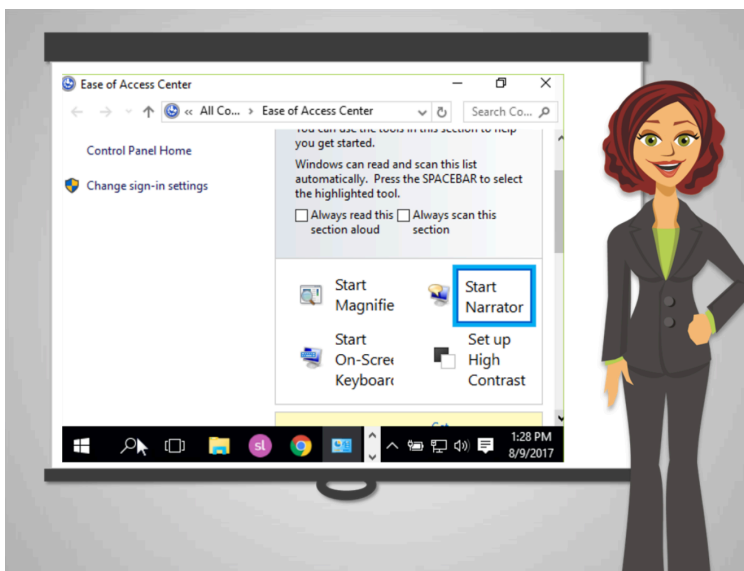 Ease of Access Center
« All Co... > Ease of Access Center
Search Co...
Control Panel Home
Change sign-in settings
You can use the tools in this section to help
you get started.
Windows can read and scan this list
automatically. Press the SPACEBAR to select
the highlighted tool.
Always read this section aloud
Always scan this section
Start
Magnifie
Start
Narrator
Start
On-Scree
Keyboar
Set up
High
Contrast
sl
1:28 PM
8/9/2017